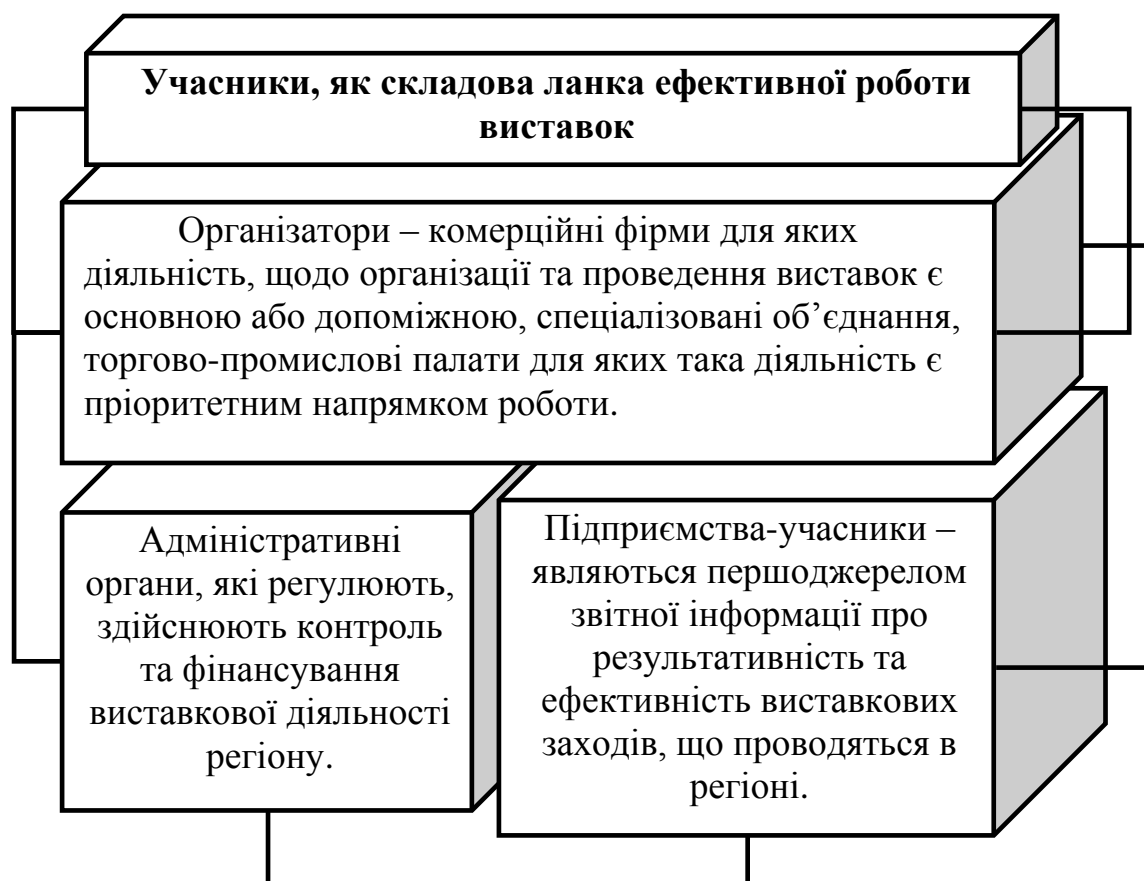 Учасники, як складова ланка ефективної роботи
виставок
Організатори – комерційні фірми для яких
діяльність, щодо організації та проведення виставок є
основною або допоміжною, спеціалізовані об’єднання,
торгово-промислові палати для яких така діяльність є
пріоритетним напрямком роботи.
Адміністративні
органи, які регулюють,
здійснюють контроль
та фінансування
виставкової діяльності
регіону.
Підприємства-учасники –
являються першоджерелом
звітної інформації про
результативність та
ефективність виставкових
заходів, що проводяться в
регіоні.